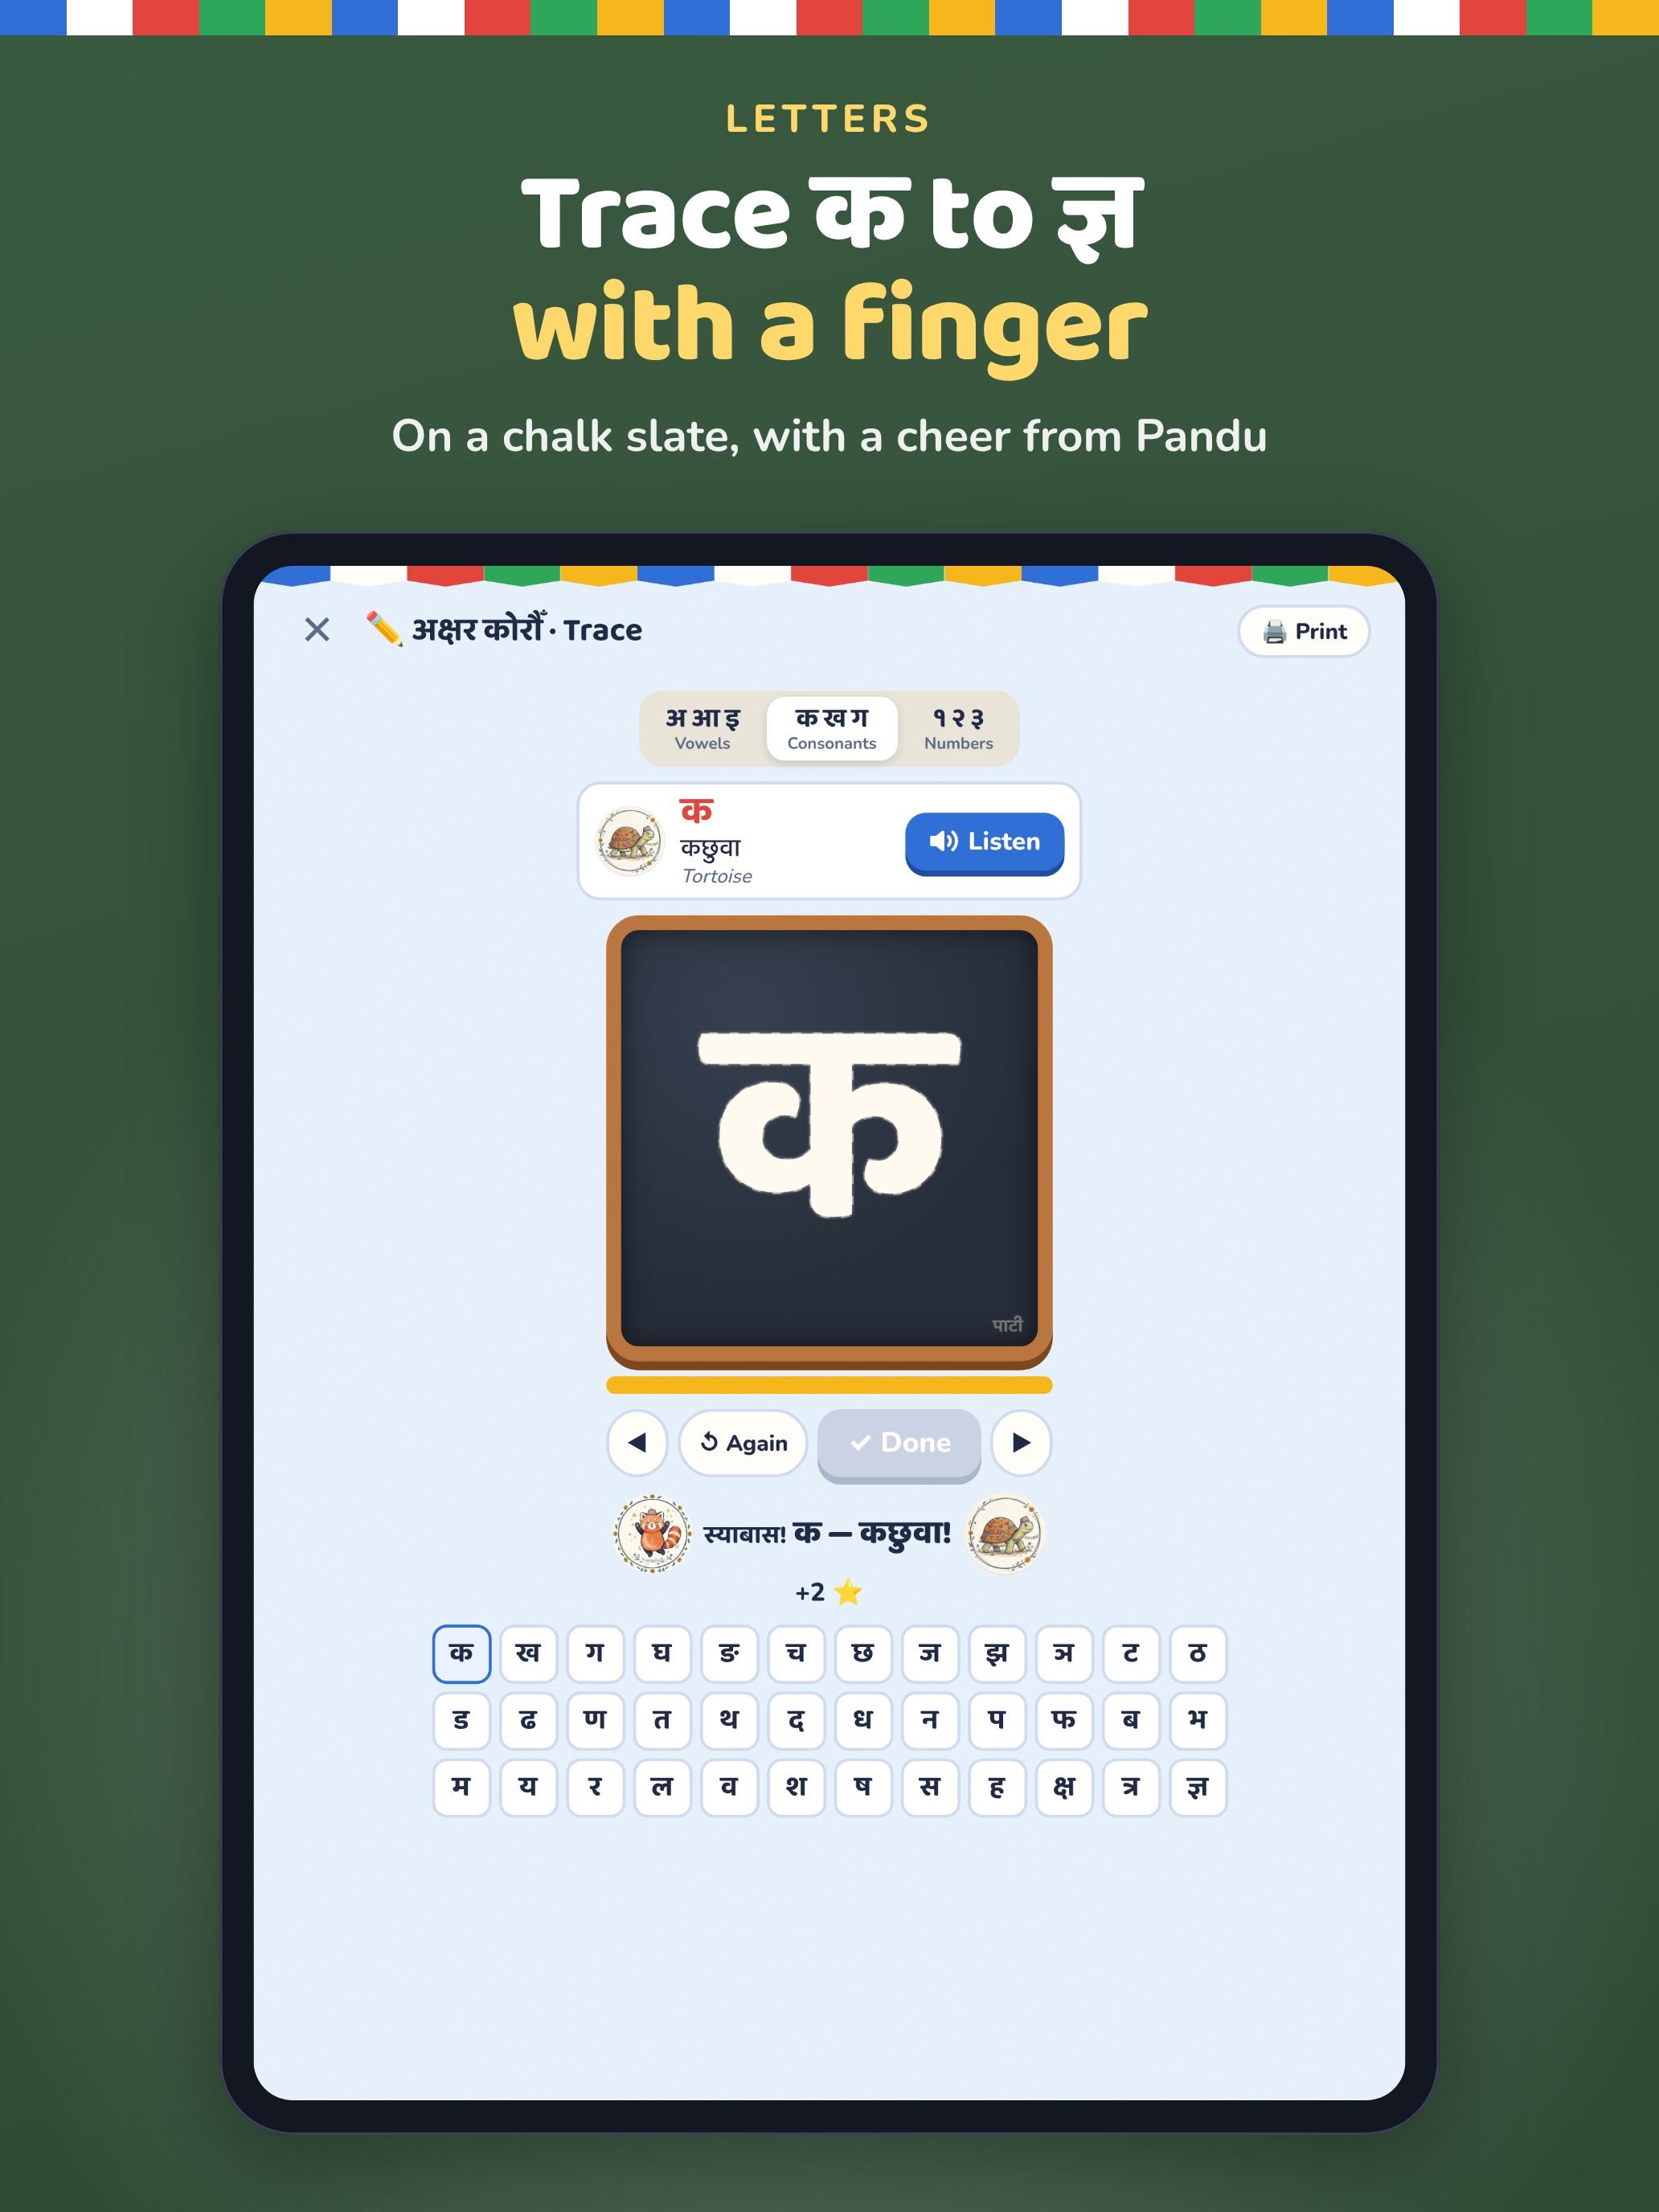 LETTERS
Trace क to ज्ञ
with a finger
On a chalk slate, with a cheer from Pandu
अक्षर कोरौँ · Trace
Print
अ आ इ
Vowels
क ख ग
Consonants
१ २ ३
Numbers
क
कछुवा
Tortoise
Listen
क
पाटी
Again
Done
स्याबास! क – कछुवा!
+2
क ख ग घ ङ च छ ज झ ञ ट ठ
ड ढ ण त थ द ध न प फ ब भ
म य र ल व श ष स ह क्ष त्र ज्ञ